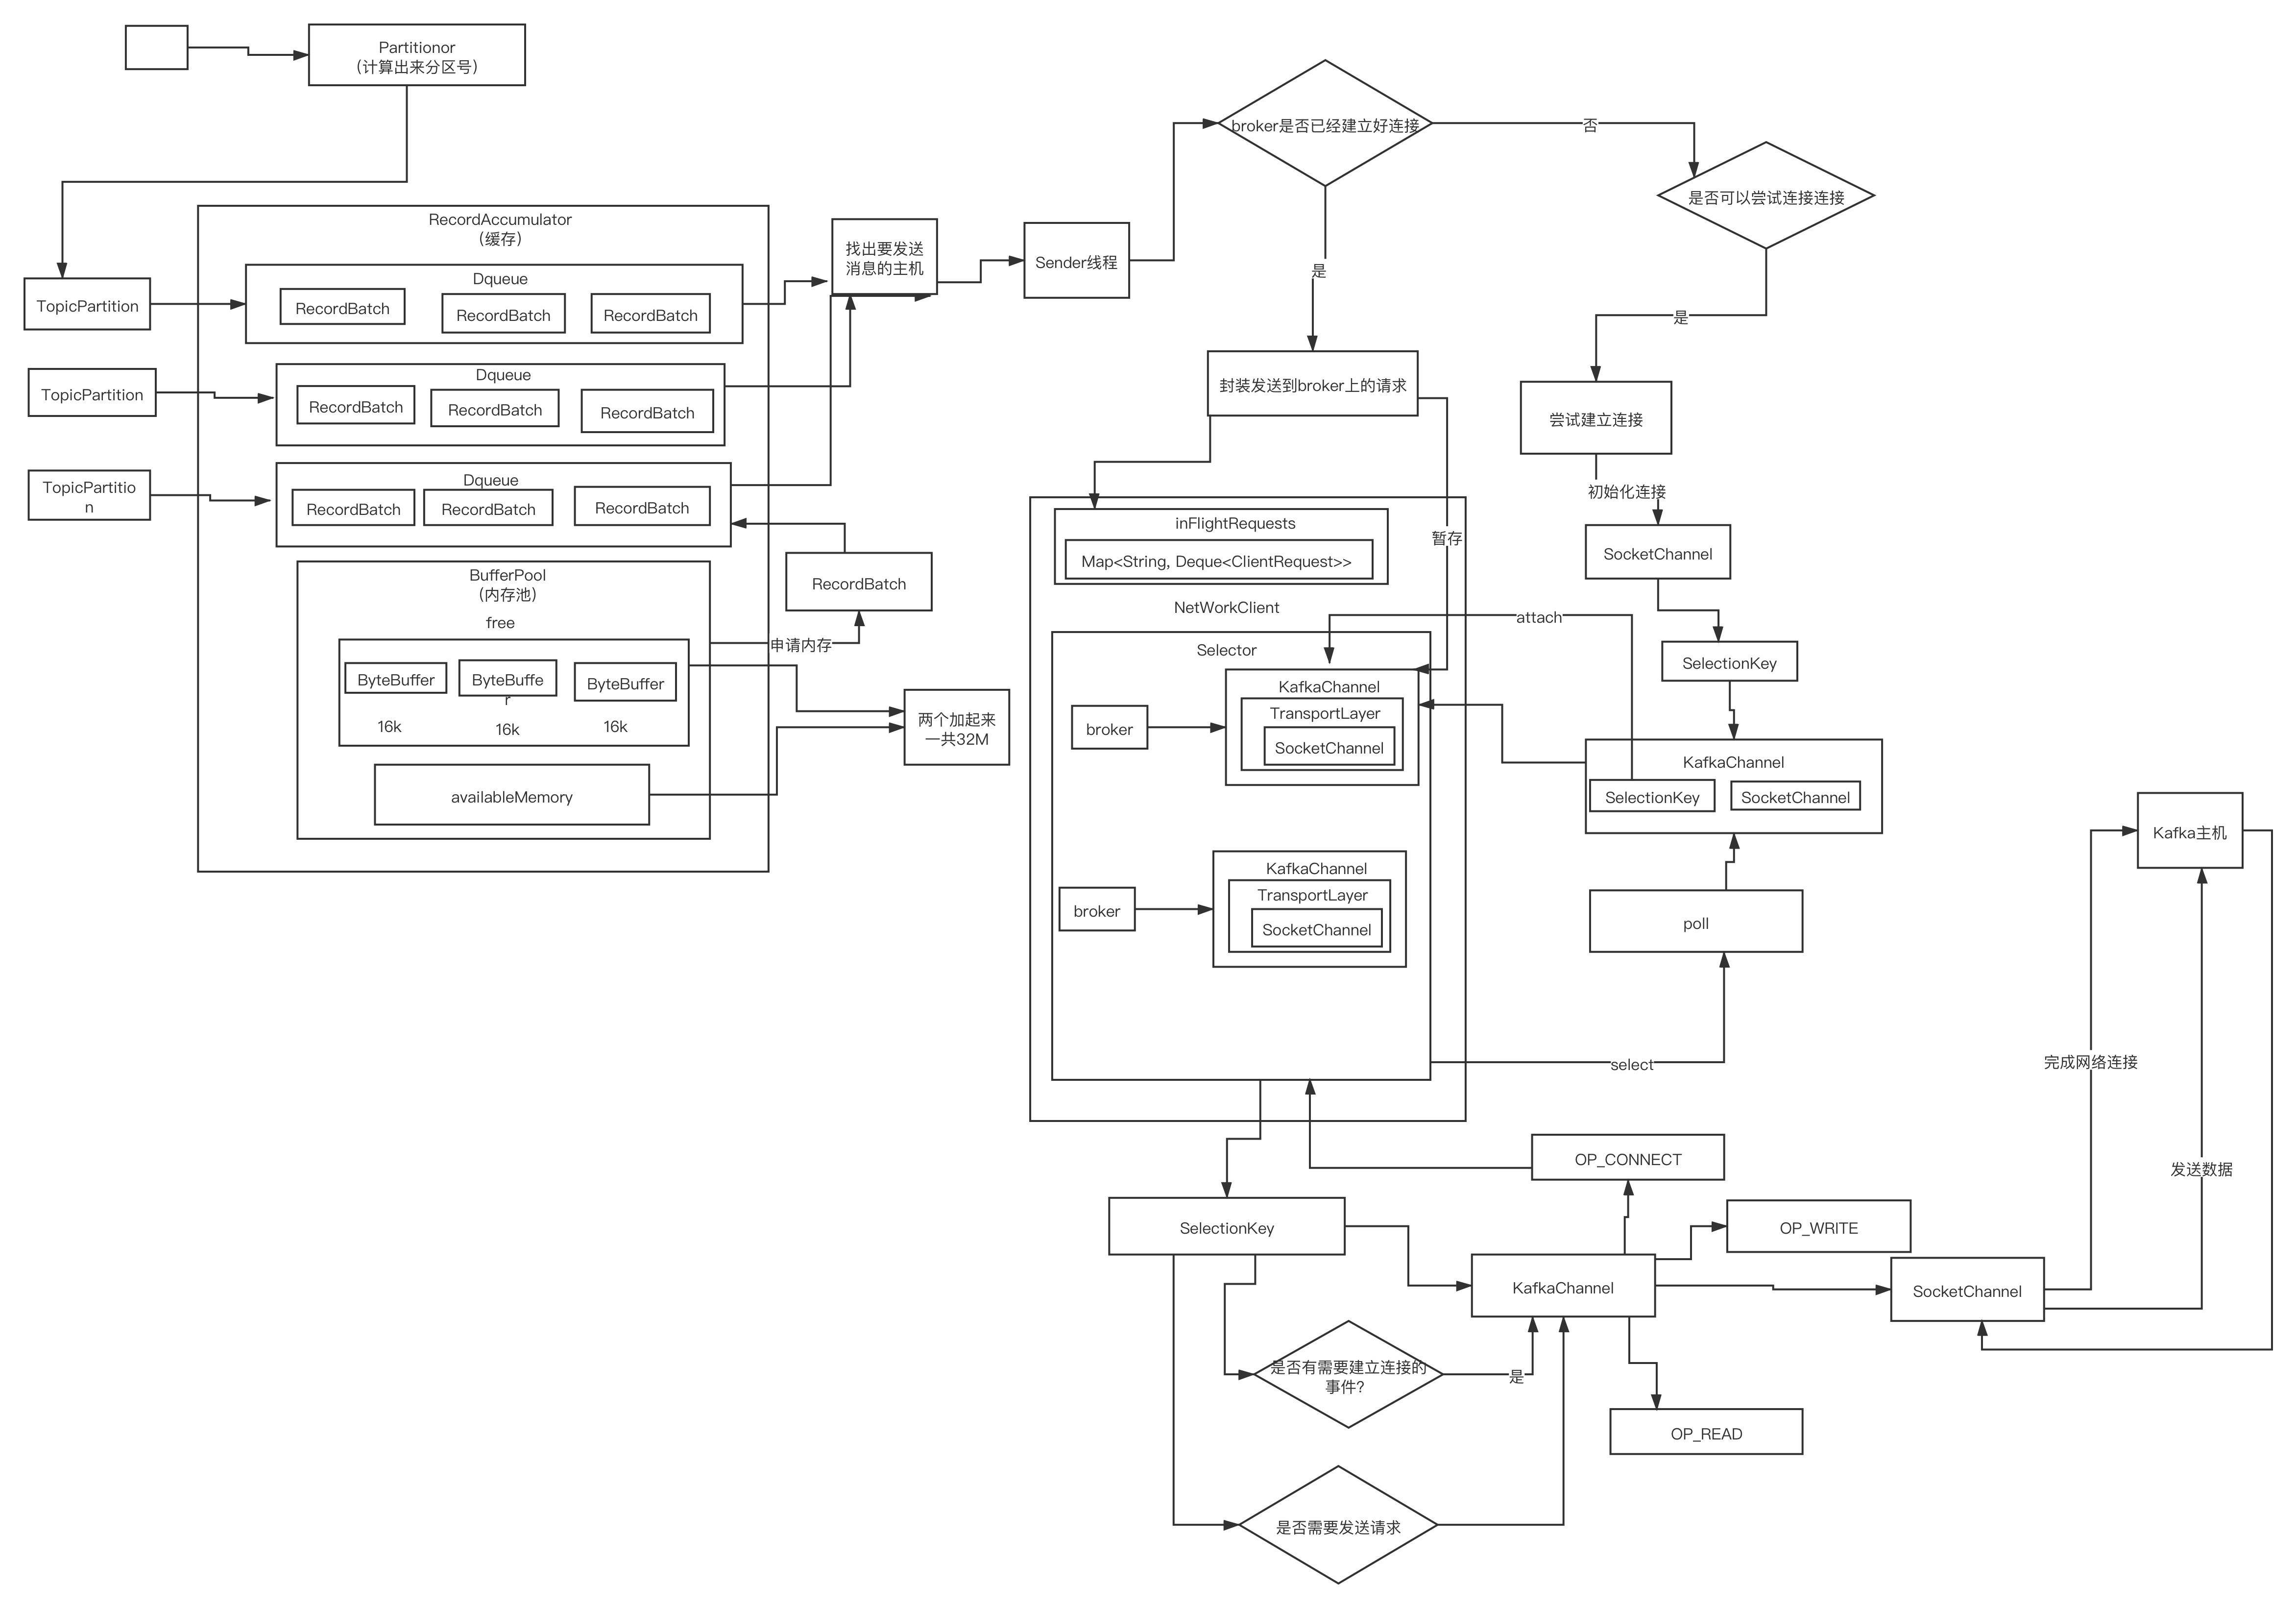 Partitionor
(计算出来分区号)
broker是否已经建立好连接
否
是否可以尝试连接连接
RecordAccumulator
(缓存)
找出要发送
消息的主机
Sender线程
是
是
TopicPartition
Dqueue
RecordBatch
RecordBatch
RecordBatch
TopicPartition
Dqueue
RecordBatch
RecordBatch
RecordBatch
封装发送到broker上的请求
尝试建立连接
TopicPartitio
n
Dqueue
RecordBatch
RecordBatch
RecordBatch
初始化连接
inFlightRequests
Map<String, Deque<ClientRequest>>
暂存
SocketChannel
BufferPool
(内存池)
free
RecordBatch
申请内存
NetWorkClient
attach
Selector
SelectionKey
ByteBuffer
ByteBuffe
r
ByteBuffer
16k
16k
16k
两个加起来
一共32M
availableMemory
broker
KafkaChannel
TransportLayer
SocketChannel
KafkaChannel
SelectionKey
SocketChannel
Kafka主机
broker
KafkaChannel
TransportLayer
SocketChannel
poll
select
完成网络连接
发送数据
OP_CONNECT
SelectionKey
OP_WRITE
KafkaChannel
SocketChannel
是否有需要建立连接的
事件?
是
OP_READ
是否需要发送请求